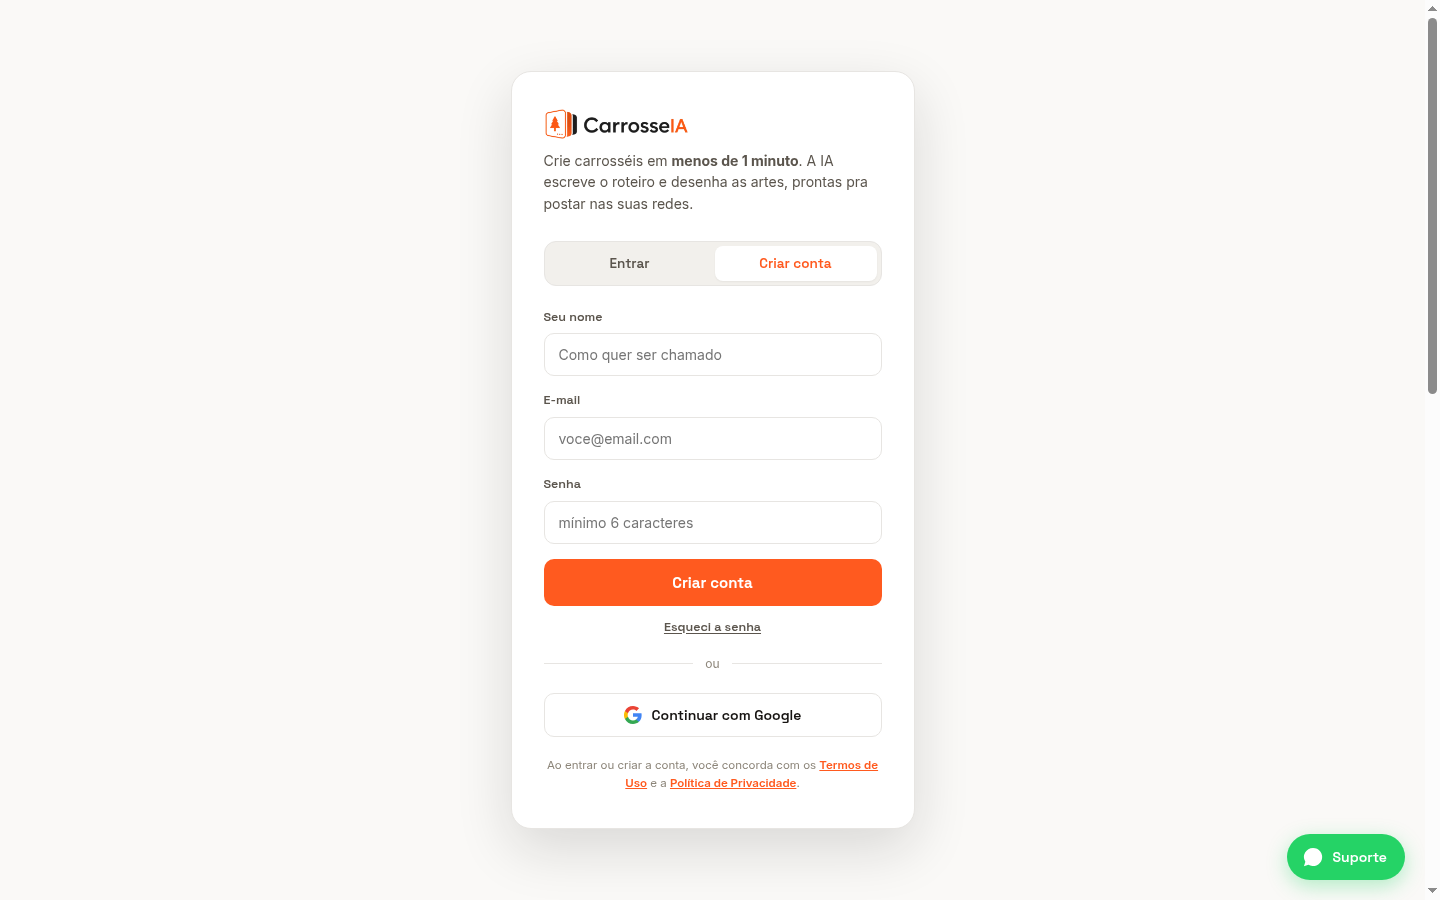 CarrosseIA
Crie carrosséis em menos de 1 minuto. A IA
escreve o roteiro e desenha as artes, prontas pra
postar nas suas redes.
Entrar
Criar conta
Seu nome
Como quer ser chamado
E-mail
voce@email.com
Senha
mínimo 6 caracteres
Criar conta
Esqueci a senha
ou
Continuar com Google
Ao entrar ou criar a conta, você concorda com os Termos de
Uso e a Política de Privacidade.
Suporte